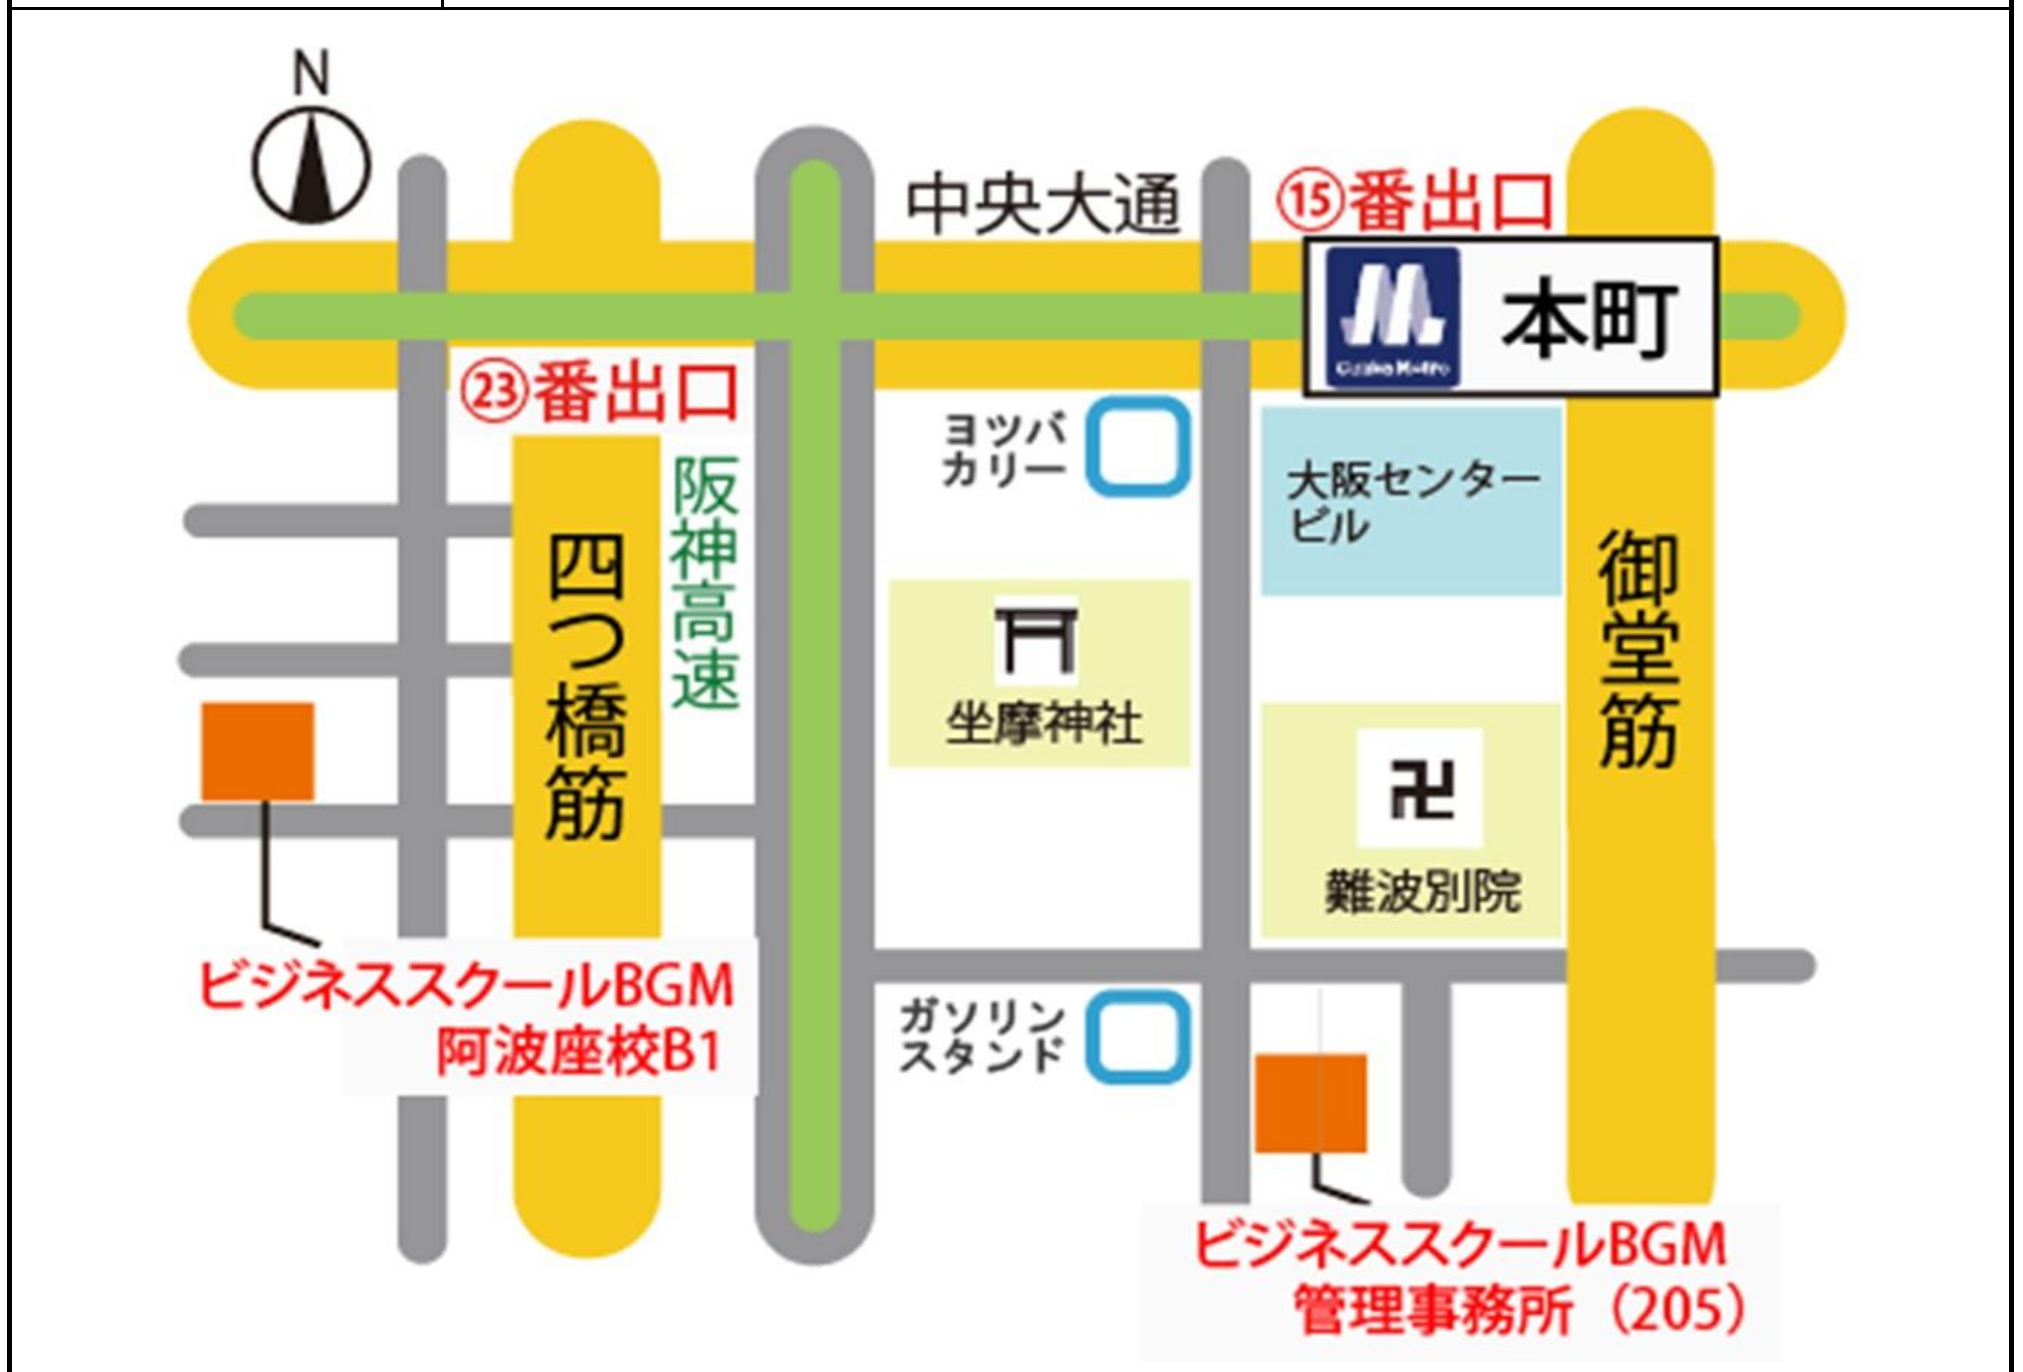 N
中央大通
⑮番出口
Osaka Metro
本町
㉓番出口
ヨツバ
カリー
大阪センター
ビル
阪神高速
四つ橋筋
御堂筋
坐摩神社
卍
難波別院
ビジネススクールBGM
阿波座校B1
ガソリン
スタンド
ビジネススクールBGM
管理事務所（205）